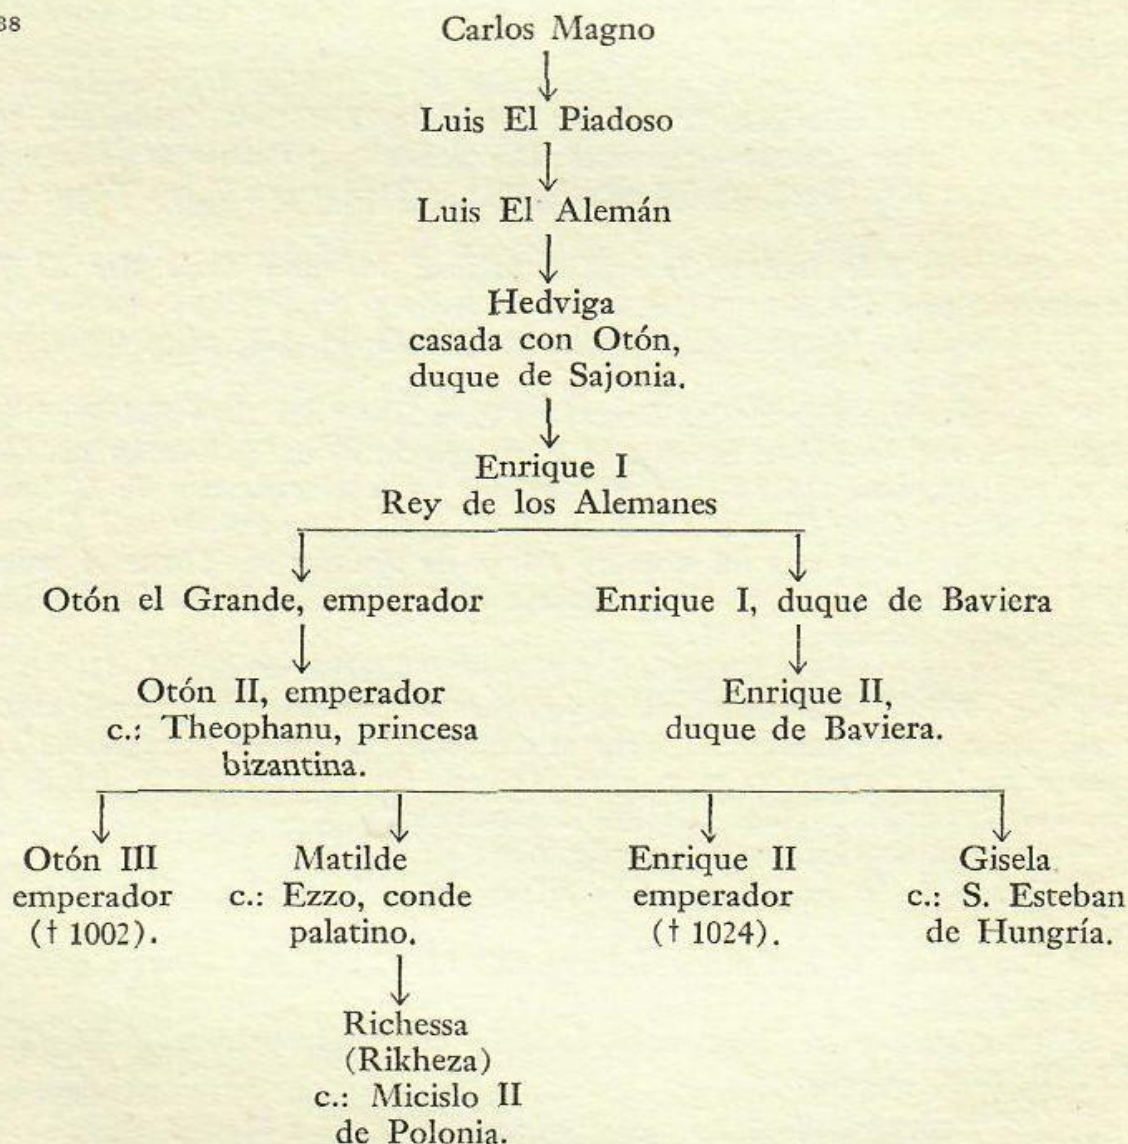 38
Carlos Magno
Luis El Piadoso
Luis El Alemán
Hedviga
casada con Otón,
duque de Sajonia.
Enrique I
Rey de los Alemanes
Otón el Grande, emperador
Enrique I, duque de Baviera
Otón II, emperador
c.: Theophanu, princesa
bizantina.
Enrique II,
duque de Baviera.
Otón III
emperador
(† 1002).
Matilde
c.: Ezzo, conde
palatino.
Enrique II
emperador
(† 1024).
Gisela
c.: S. Esteban
de Hungría.
Richessa
(Rikheza)
c.: Micislo II
de Polonia.